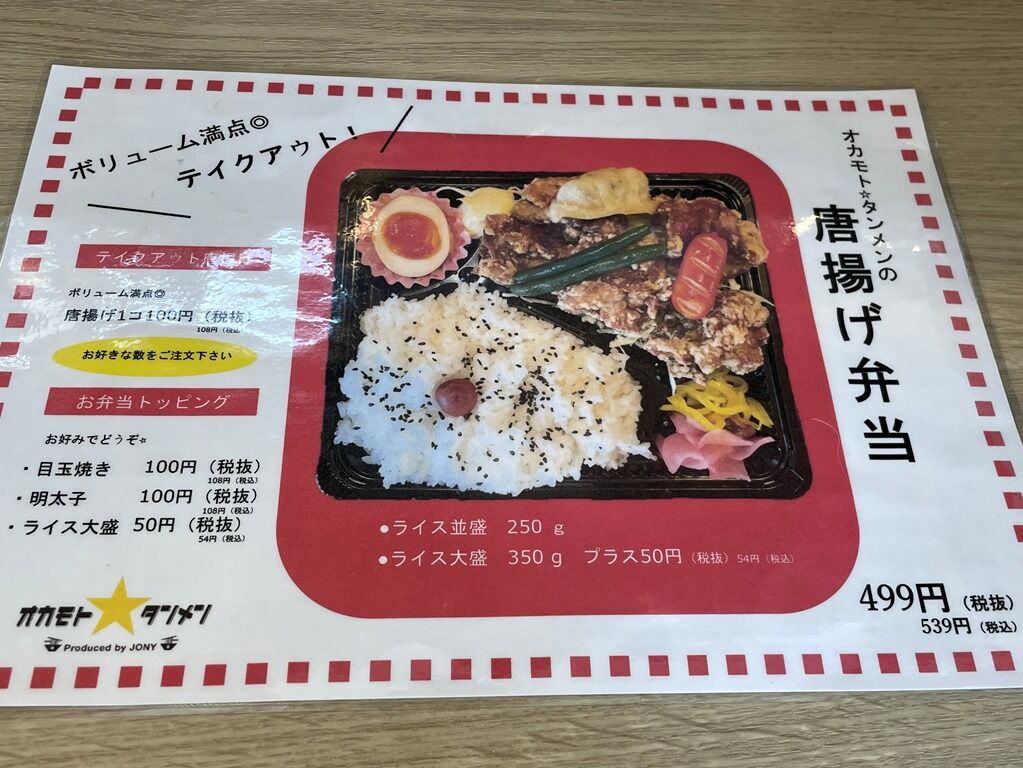 ボリューム満点◎
テイクアウト！
テイクアウト
ボリューム満点◎
唐揚げ1コ100円（税抜）
108円（税込）
お好きな数をご注文下さい
お弁当トッピング
お好みでどうぞ☆
・目玉焼き 100円（税抜）
108円（税込）
・明太子 100円（税抜）
108円（税込）
・ライス大盛 50円（税抜）
54円（税込）
オカモト★タンメン
Produced by JONY
オカモト☆タンメンの
唐揚げ弁当
●ライス並盛 250 g
●ライス大盛 350 g プラス50円（税抜）54円（税込）
499円（税抜）
539円（税込）